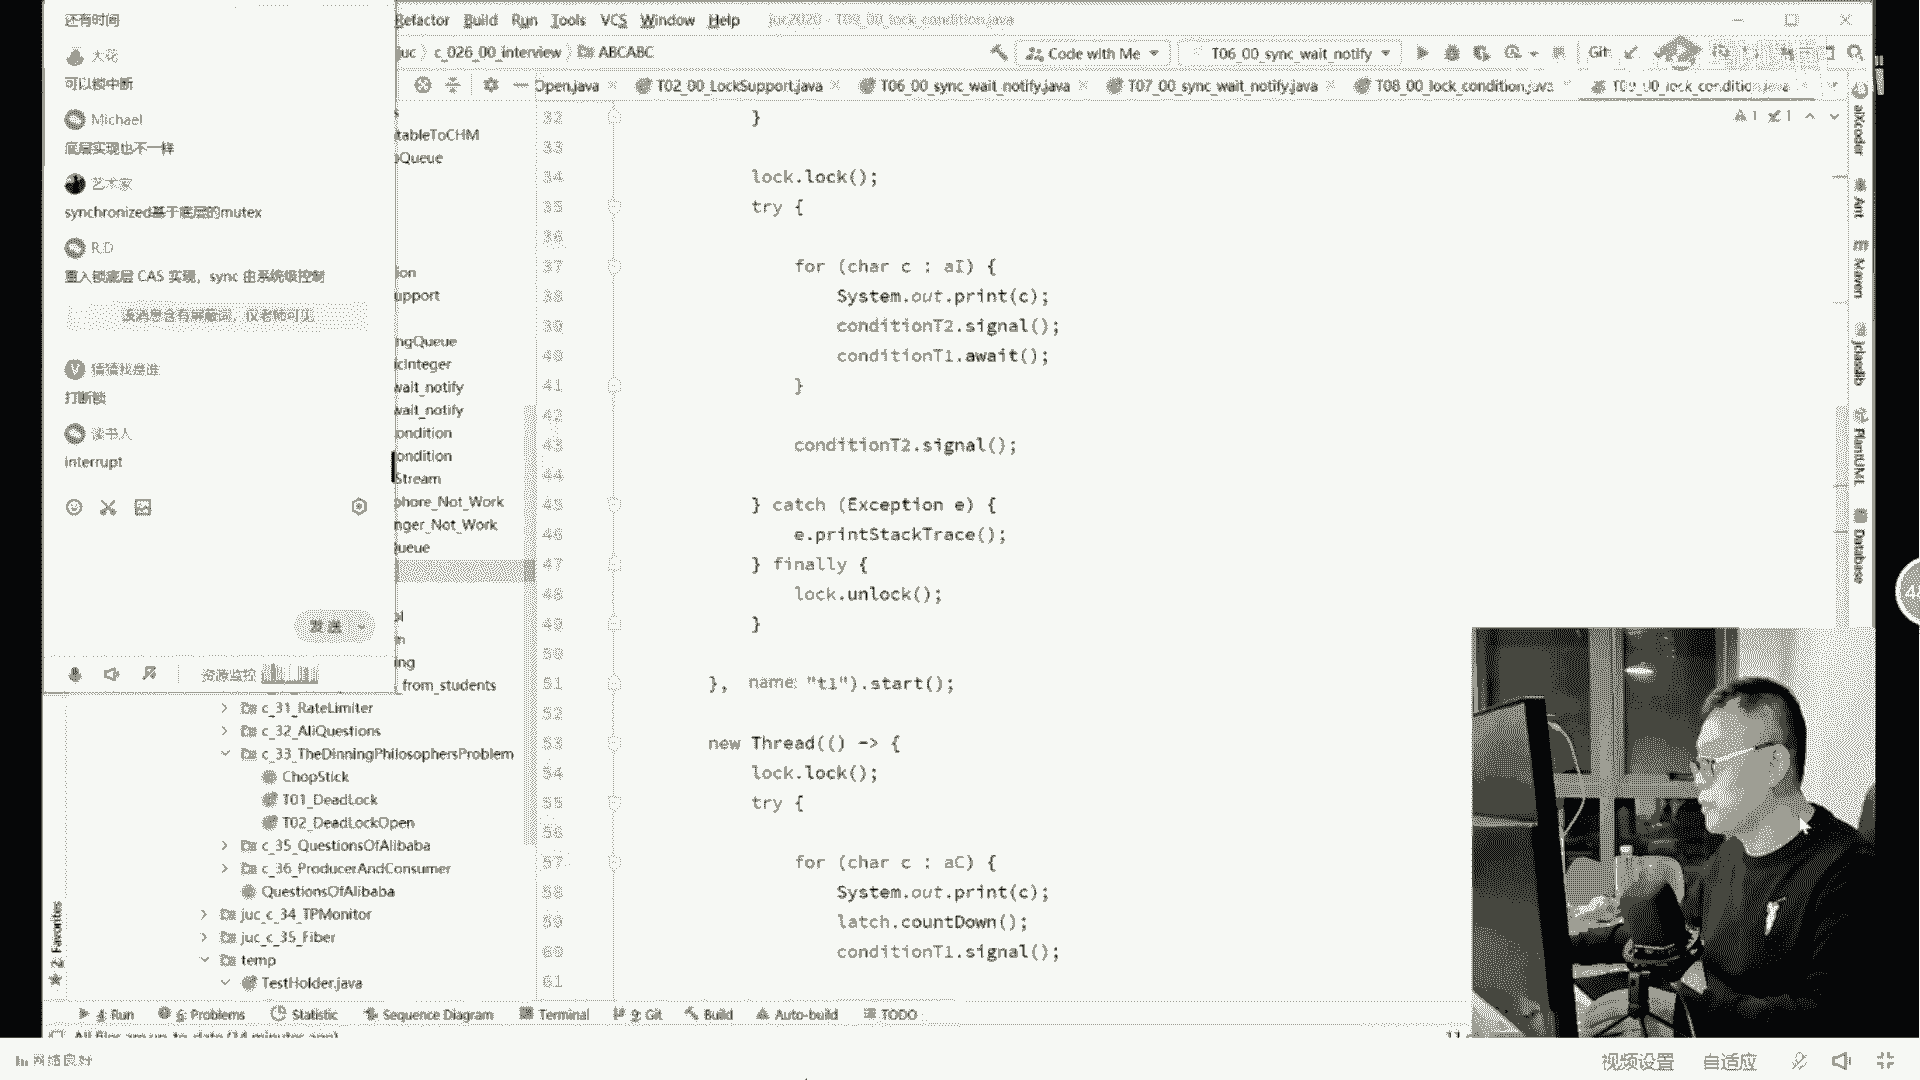 还有时间
大花
可以锁中断
Michael
底层实现也不一样
艺术家
synchronized基于底层的mutex
R.D
重入锁底层 CAS 实现，sync 由系统级控制
该消息含有屏蔽词，仅老师可见
猜猜找是谁
打断锁
读书人
interrupt
发 送
资源监控
Refactor Build Run Tools VCS Window Help juc2020 - T09_00_lock_condition.java
juc c_026_00_interview ABCABC
Code with Me T06_00_sync_wait_notify Git:
Open.java T02_00_LockSupport.java T06_00_sync_wait_notify.java T07_00_sync_wait_notify.java T08_00_lock_condition.java T09_00_lock_condition.java
s
tableToCHM
oQueue
ion
upport
ngQueue
icInteger
wait_notify
wait_notify
ondition
ondition
Stream
phore_Not_Work
nger_Not_Work
Queue
ol
n
ing
_from_students
c_31_RateLimiter
c_32_AliQuestions
c_33_TheDinningPhilosophersProblem
ChopStick
T01_DeadLock
T02_DeadLockOpen
c_35_QuestionsOfAlibaba
c_36_ProducerAndConsumer
QuestionsOfAlibaba
juc_c_34_TPMonitor
juc_c_35_Fiber
temp
TestHolder.java
32 }
33
34 lock.lock();
35 try {
36
37 for (char c : aI) {
38 System.out.print(c);
39 conditionT2.signal();
40 conditionT1.await();
41 }
42
43 conditionT2.signal();
44
45 } catch (Exception e) {
46 e.printStackTrace();
47 } finally {
48 lock.unlock();
49 }
50
51 }, name: "t1").start();
52
53 new Thread(() -> {
54 lock.lock();
55 try {
56
57 for (char c : aC) {
58 System.out.print(c);
59 latch.countDown();
60 conditionT1.signal();
61
1 1
aiXcoder
Ant
Maven
jclasslib
PlantUML
Database
2: Favorites
4: Run 6: Problems Statistic Sequence Diagram Terminal 9: Git Build Auto-build TODO
All files are up-to-date (14 minutes ago)
网络良好
视频设置 自适应